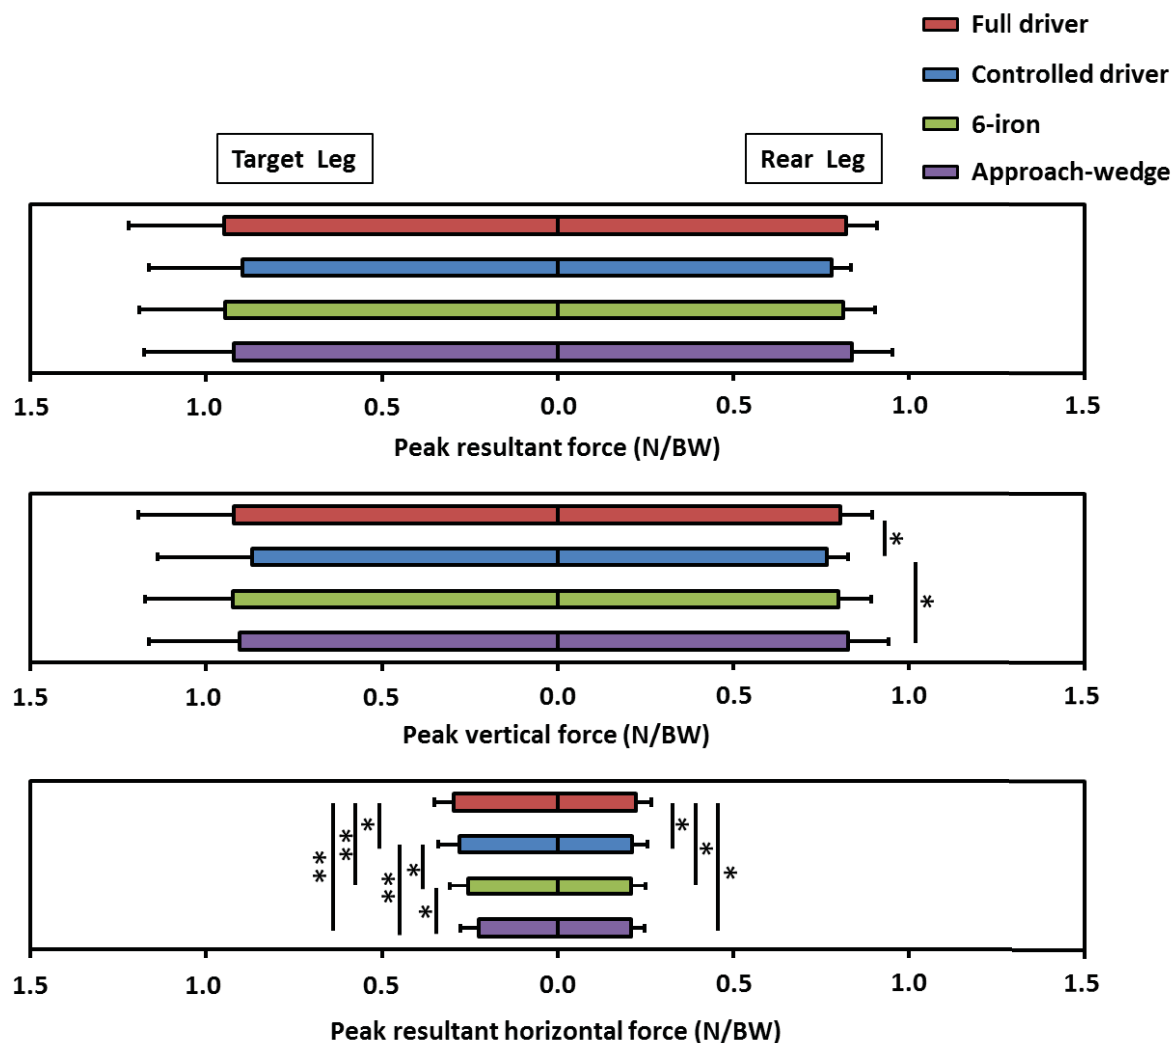 Full driver
Controlled driver
6-iron
Approach-wedge
Target Leg
Rear Leg
1.5 1.0 0.5 0.0 0.5 1.0 1.5
Peak resultant force (N/BW)
*
*
1.5 1.0 0.5 0.0 0.5 1.0 1.5
Peak vertical force (N/BW)
** ** * ** * * * * *
1.5 1.0 0.5 0.0 0.5 1.0 1.5
Peak resultant horizontal force (N/BW)